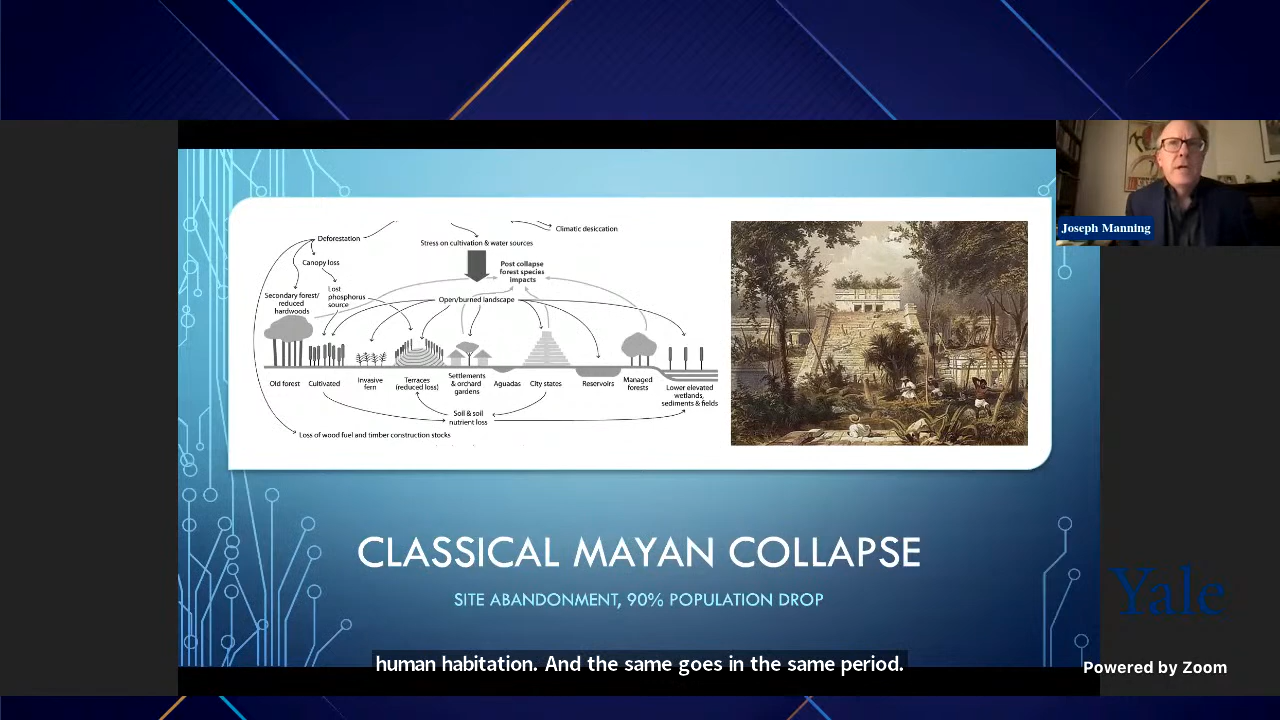 Climatic desiccation
Deforestation
Stress on cultivation & water sources
Canopy loss
Post collapse
forest species
impacts
Lost
phosphorus
source
Secondary forest/
reduced
hardwoods
Open/burned landscape
Old forest
Cultivated
Invasive
fern
Terraces
(reduced loss)
Settlements
& orchard
gardens
Aguadas
City states
Reservoirs
Managed
forests
Lower elevated
wetlands,
sediments & fields
Soil & soil
nutrient loss
Loss of wood fuel and timber construction stocks
Joseph Manning
CLASSICAL MAYAN COLLAPSE
SITE ABANDONMENT, 90% POPULATION DROP
Yale
human habitation. And the same goes in the same period.
Powered by Zoom